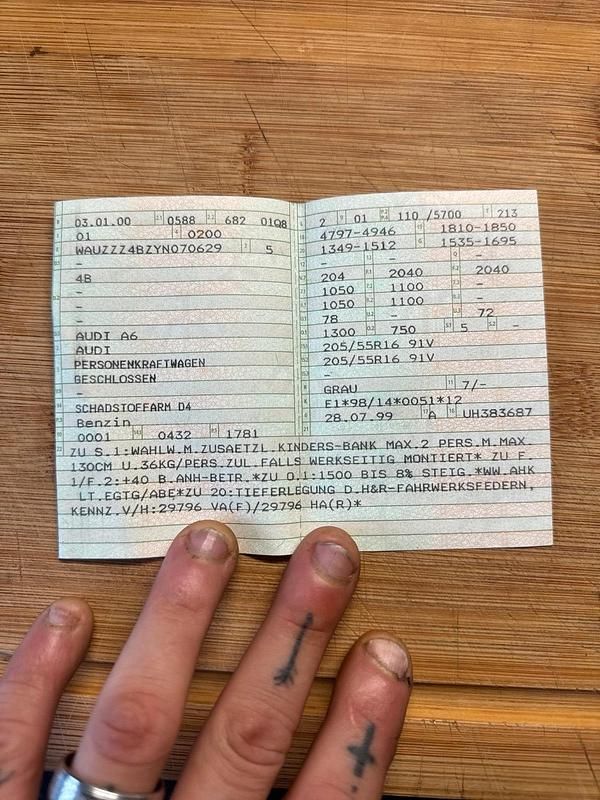 03.01.00 0588 682 01Q8
01 0200
WAUZZZ4BZYN070629 5
4B
–
–
–
AUDI A6
AUDI
PERSONENKRAFTWAGEN
GESCHLOSSEN
–
SCHADSTOFFARM D4
Benzin
0001 0432 1781
2 01 110 /5700 213
4797-4946 1810-1850
1349-1512 1535-1695
– – –
204 2040 2040
1050 1100 –
1050 1100 –
78 – 72
1300 750 5 –
205/55R16 91V
205/55R16 91V
–
GRAU 7/–
E1*98/14*0051*12
28.07.99 A UH383687
ZU S.1:WAHLW.M.ZUSAETZL.KINDERS-BANK MAX.2 PERS.M.MAX
130CM U.36KG/PERS.ZUL.FALLS WERKSEITIG MONTIERT* ZU F.
1/F.2:+40 B.ANH-BETR.*ZU O.1:1500 BIS 8% STEIG.*WW.AHK
LT.EGTG/ABE*ZU 20:TIEFERLEGUNG D.H&R-FAHRWERKSFEDERN,
KENNZ.V/H:29796 VA(F)/29796 HA(R)*